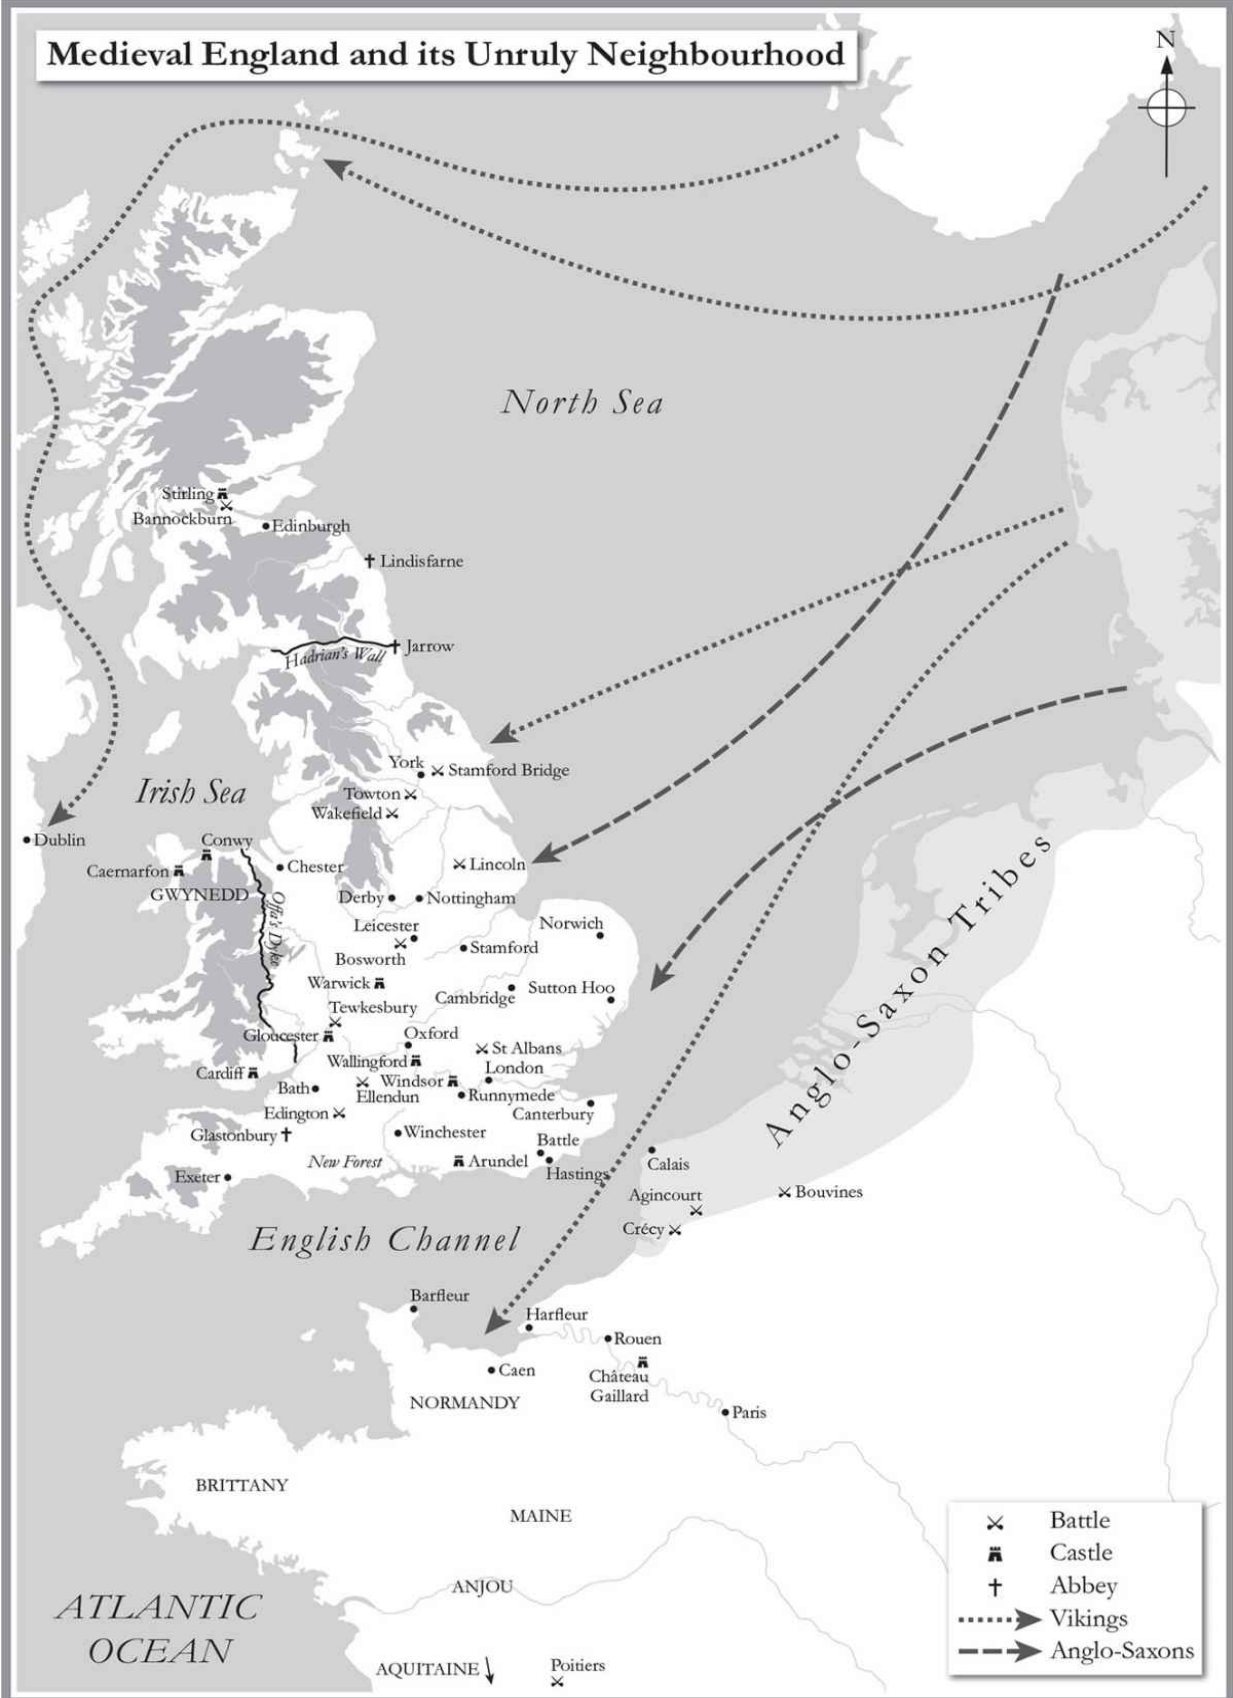 Medieval England and its Unruly Neighbourhood
N
North Sea
Stirling
Bannockburn
Edinburgh
Lindisfarne
Jarrow
Hadrian's Wall
York
Stamford Bridge
Towton
Wakefield
Irish Sea
Dublin
Conwy
Caernarfon
GWYNEDD
Chester
Lincoln
Offa's Dyke
Derby
Nottingham
Leicester
Bosworth
Stamford
Norwich
Warwick
Cambridge
Sutton Hoo
Tewkesbury
Gloucester
Oxford
Wallingford
St Albans
London
Cardiff
Bath
Windsor
Ellendun
Runnymede
Edington
Canterbury
Glastonbury
Winchester
Battle
New Forest
Arundel
Hastings
Exeter
Anglo-Saxon Tribes
Calais
Agincourt
Bouvines
Crécy
English Channel
Barfleur
Harfleur
Rouen
Caen
Château
Gaillard
NORMANDY
Paris
BRITTANY
MAINE
ANJOU
ATLANTIC
OCEAN
AQUITAINE
Poitiers
Battle
Castle
Abbey
Vikings
Anglo-Saxons